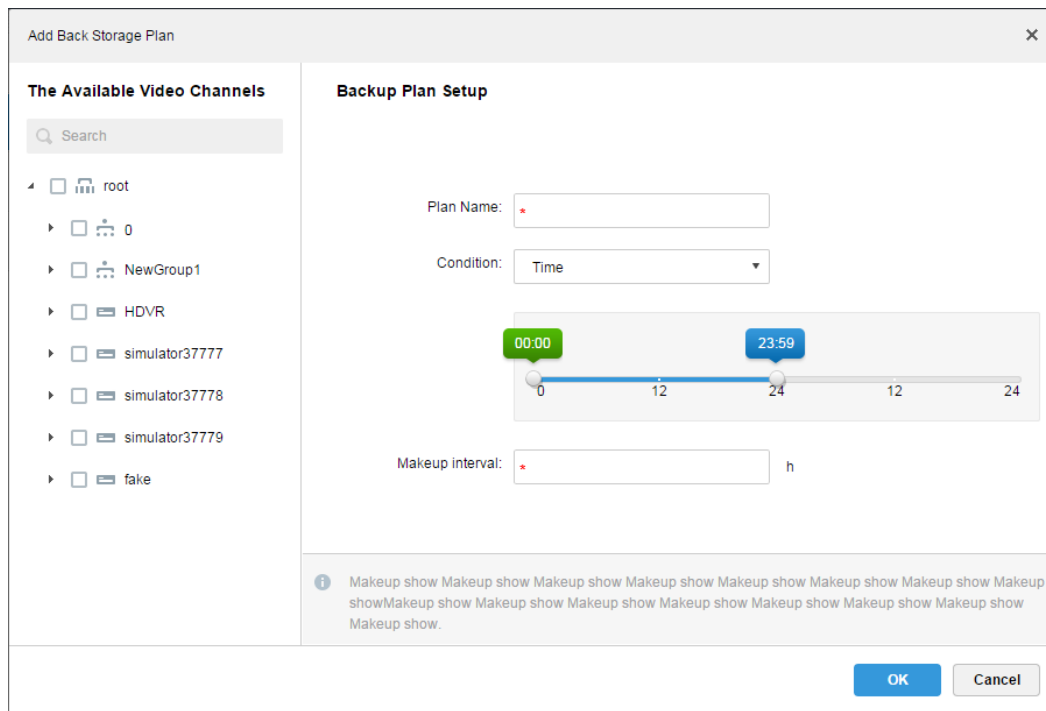 Add Back Storage Plan
The Available Video Channels
Search
root
0
NewGroup1
HDVR
simulator37777
simulator37778
simulator37779
fake
Backup Plan Setup
Plan Name: *
Condition: Time
00:00 23:59
0 12 24 12 24
Makeup interval: * h
Makeup show Makeup show Makeup show Makeup show Makeup show Makeup show Makeup show Makeup
showMakeup show Makeup show Makeup show Makeup show Makeup show Makeup show Makeup show
Makeup show.
OK Cancel